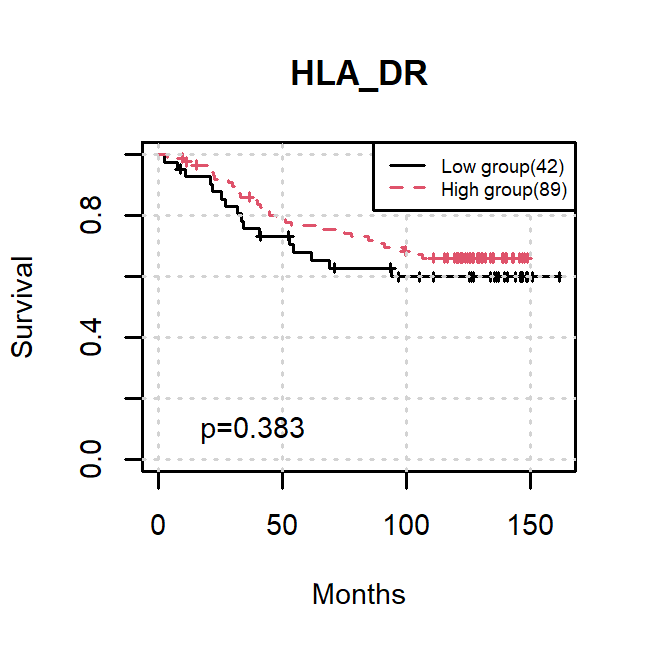 HLA_DR
Low group(42)
High group(89)
Survival
0.8
0.4
0.0
p=0.383
0 50 100 150
Months